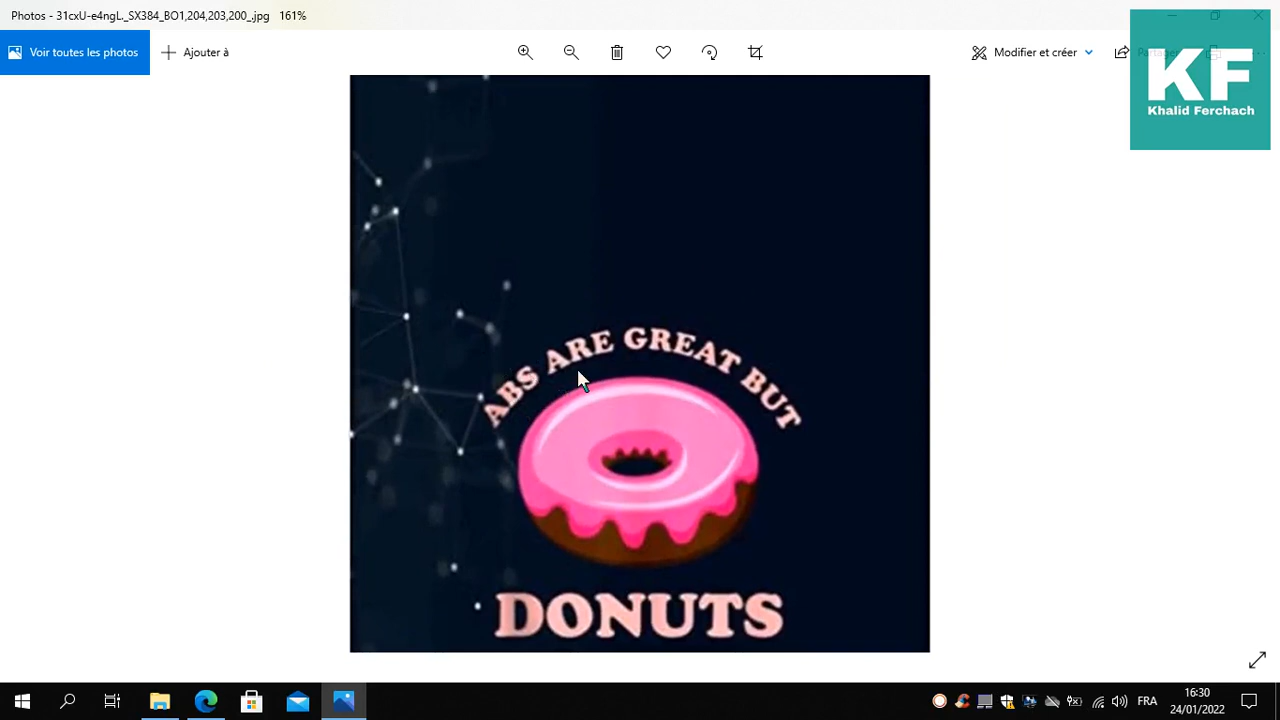 Photos - 31cxU-e4ngL._SX384_BO1,204,203,200_.jpg 161%
Voir toutes les photos
Ajouter à
Modifier et créer
Partager
KF
Khalid Ferchach
ABS ARE GREAT BUT
DONUTS
FRA
16:30
24/01/2022